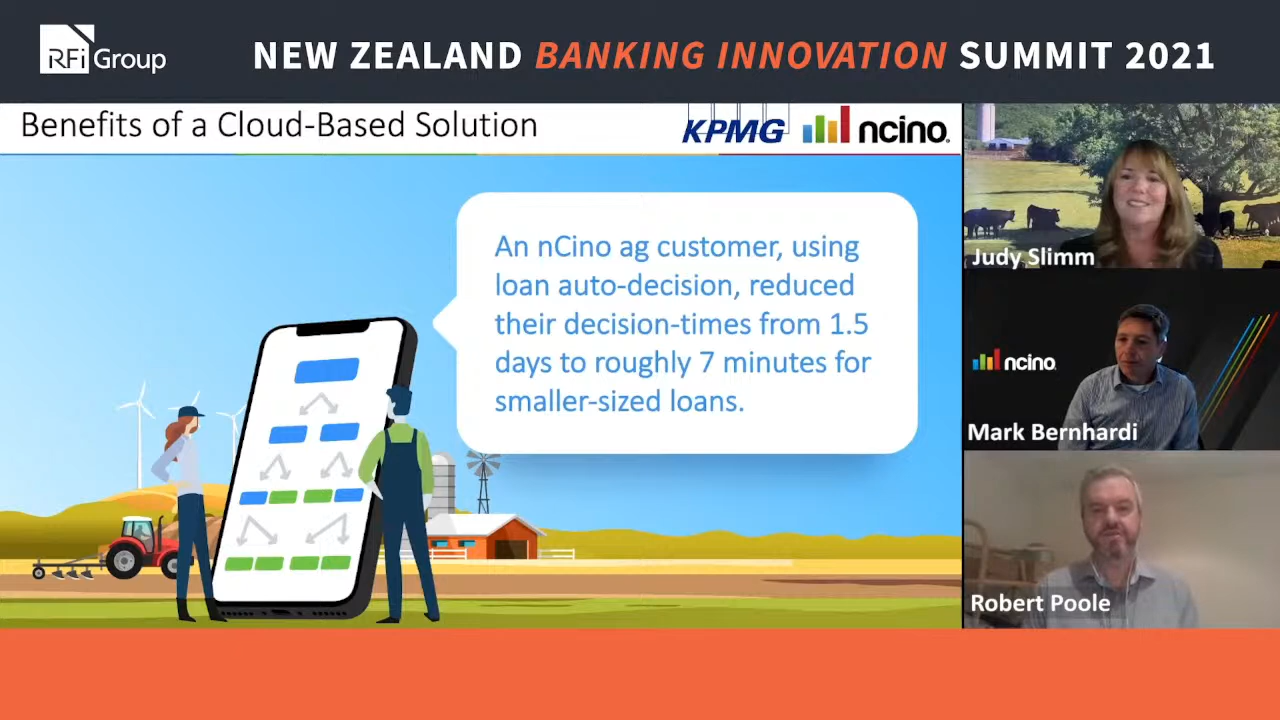 RFi Group
NEW ZEALAND BANKING INNOVATION SUMMIT 2021
Benefits of a Cloud-Based Solution
KPMG
ncino.
An nCino ag customer, using
loan auto-decision, reduced
their decision-times from 1.5
days to roughly 7 minutes for
smaller-sized loans.
Judy Slimm
ncino.
Mark Bernhardi
Robert Poole